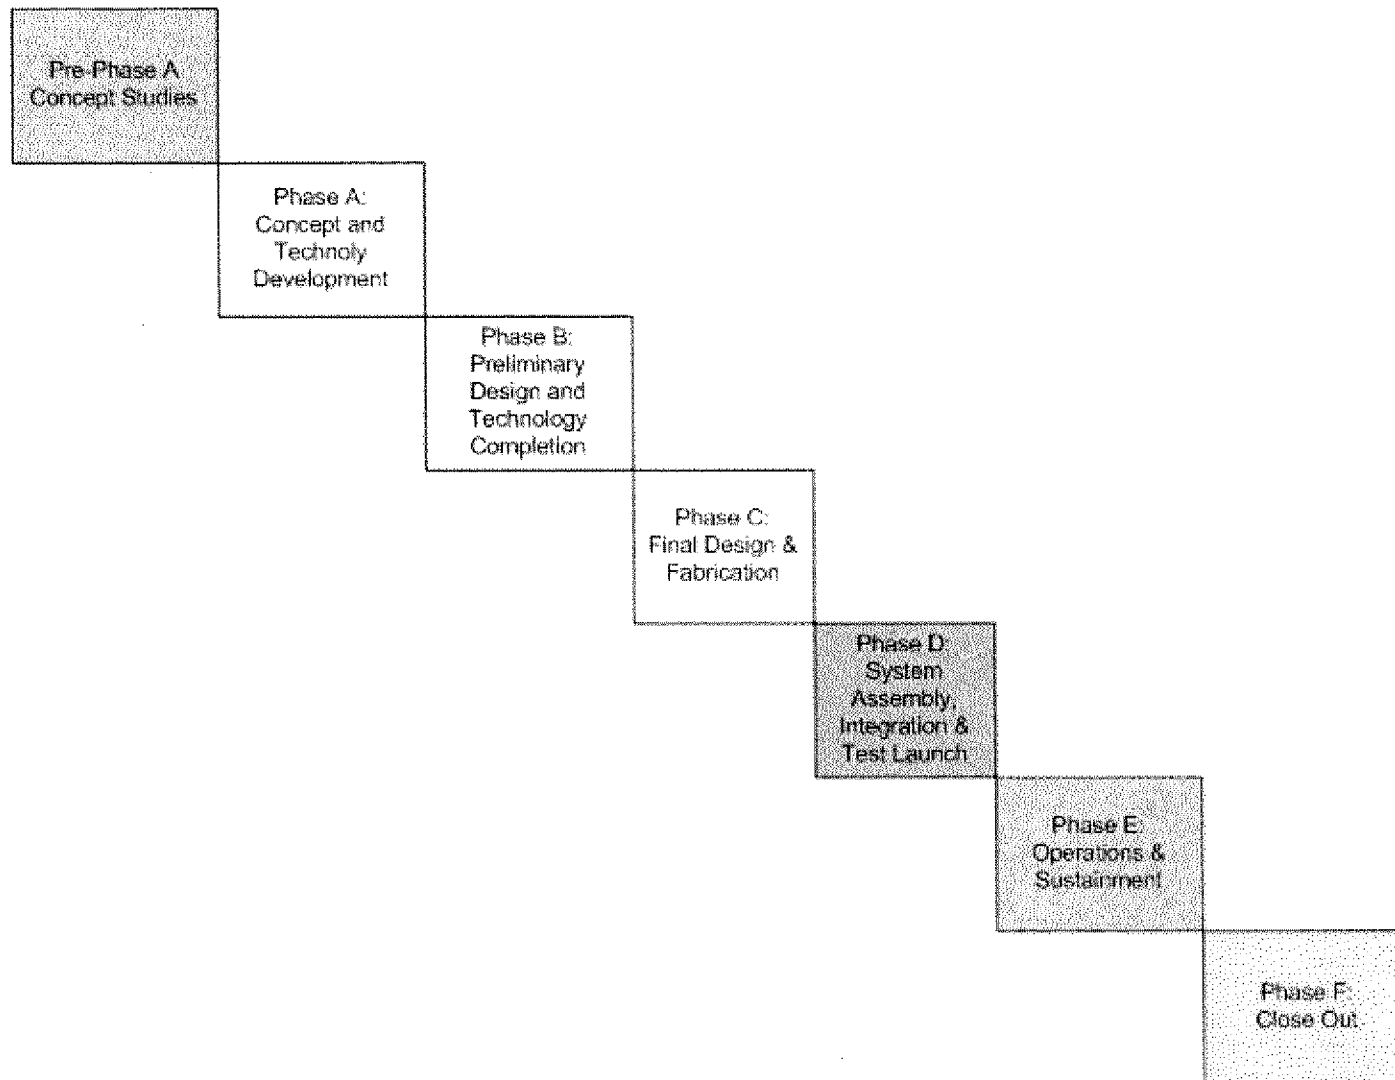 Pre-Phase A
Concept Studies
Phase A:
Concept and
Technoly
Development
Phase B:
Preliminary
Design and
Technology
Completion
Phase C:
Final Design &
Fabrication
Phase D:
System
Assembly,
Integration &
Test Launch
Phase E:
Operations &
Sustainment
Phase F:
Close Out